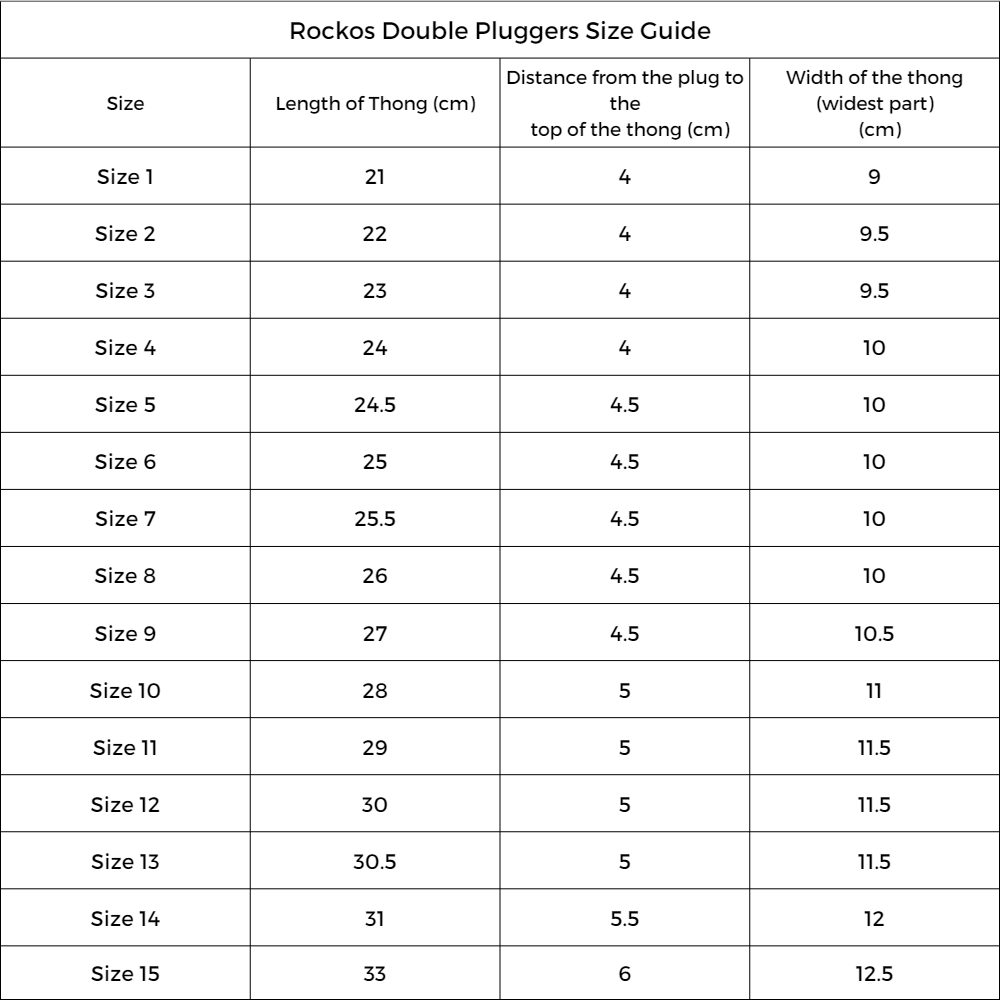 Rockos Double Pluggers Size Guide
Size
Length of Thong (cm)
Distance from the plug to
the
top of the thong (cm)
Width of the thong
(widest part)
(cm)
Size 1 21 4 9
Size 2 22 4 9.5
Size 3 23 4 9.5
Size 4 24 4 10
Size 5 24.5 4.5 10
Size 6 25 4.5 10
Size 7 25.5 4.5 10
Size 8 26 4.5 10
Size 9 27 4.5 10.5
Size 10 28 5 11
Size 11 29 5 11.5
Size 12 30 5 11.5
Size 13 30.5 5 11.5
Size 14 31 5.5 12
Size 15 33 6 12.5